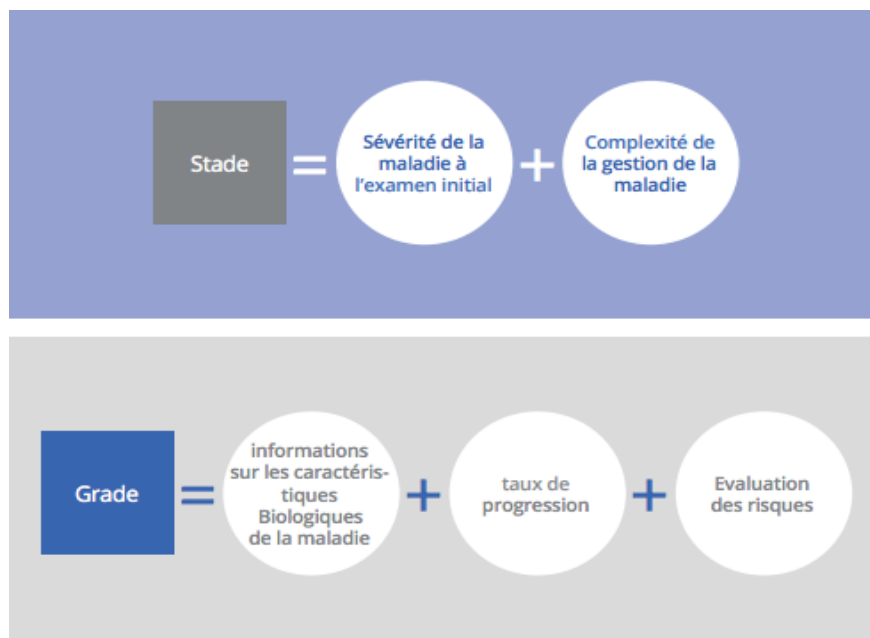 Stade
=
Sévérité de la
maladie à
l'examen initial
+
Complexité de
la gestion de la
maladie
Grade
=
informations
sur les caractéris-
tiques
Biologiques
de la maladie
+
taux de
progression
+
Evaluation
des risques